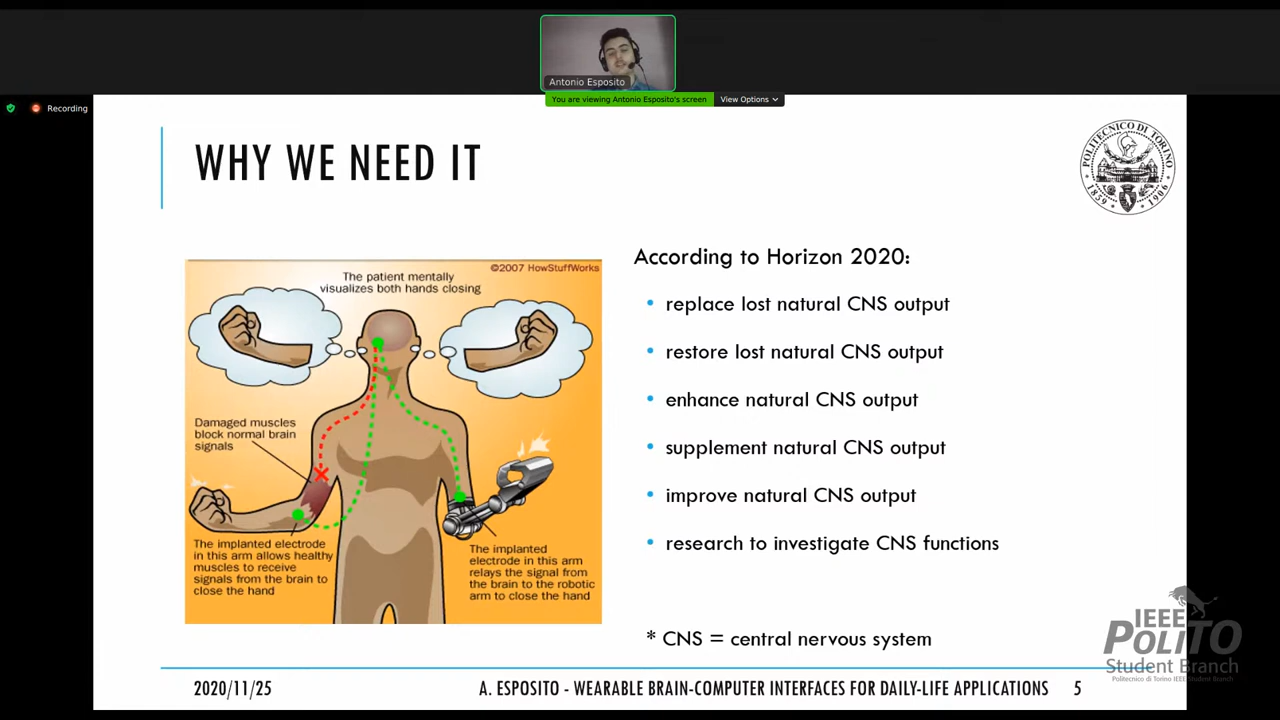 Antonio Esposito
You are viewing Antonio Esposito's screen
View Options
Recording
WHY WE NEED IT
POLITECNICO DI TORINO
1859
1906
©2007 HowStuffWorks
The patient mentally
visualizes both hands closing
Damaged muscles
block normal brain
signals
The implanted electrode
in this arm allows healthy
muscles to receive
signals from the brain to
close the hand
The implanted
electrode in this arm
relays the signal from
the brain to the robotic
arm to close the hand
According to Horizon 2020:
• replace lost natural CNS output
• restore lost natural CNS output
• enhance natural CNS output
• supplement natural CNS output
• improve natural CNS output
• research to investigate CNS functions
* CNS = central nervous system
IEEE
POLITO
Student Branch
Politecnico di Torino IEEE Student Branch
2020/11/25
A. ESPOSITO - WEARABLE BRAIN-COMPUTER INTERFACES FOR DAILY-LIFE APPLICATIONS
5